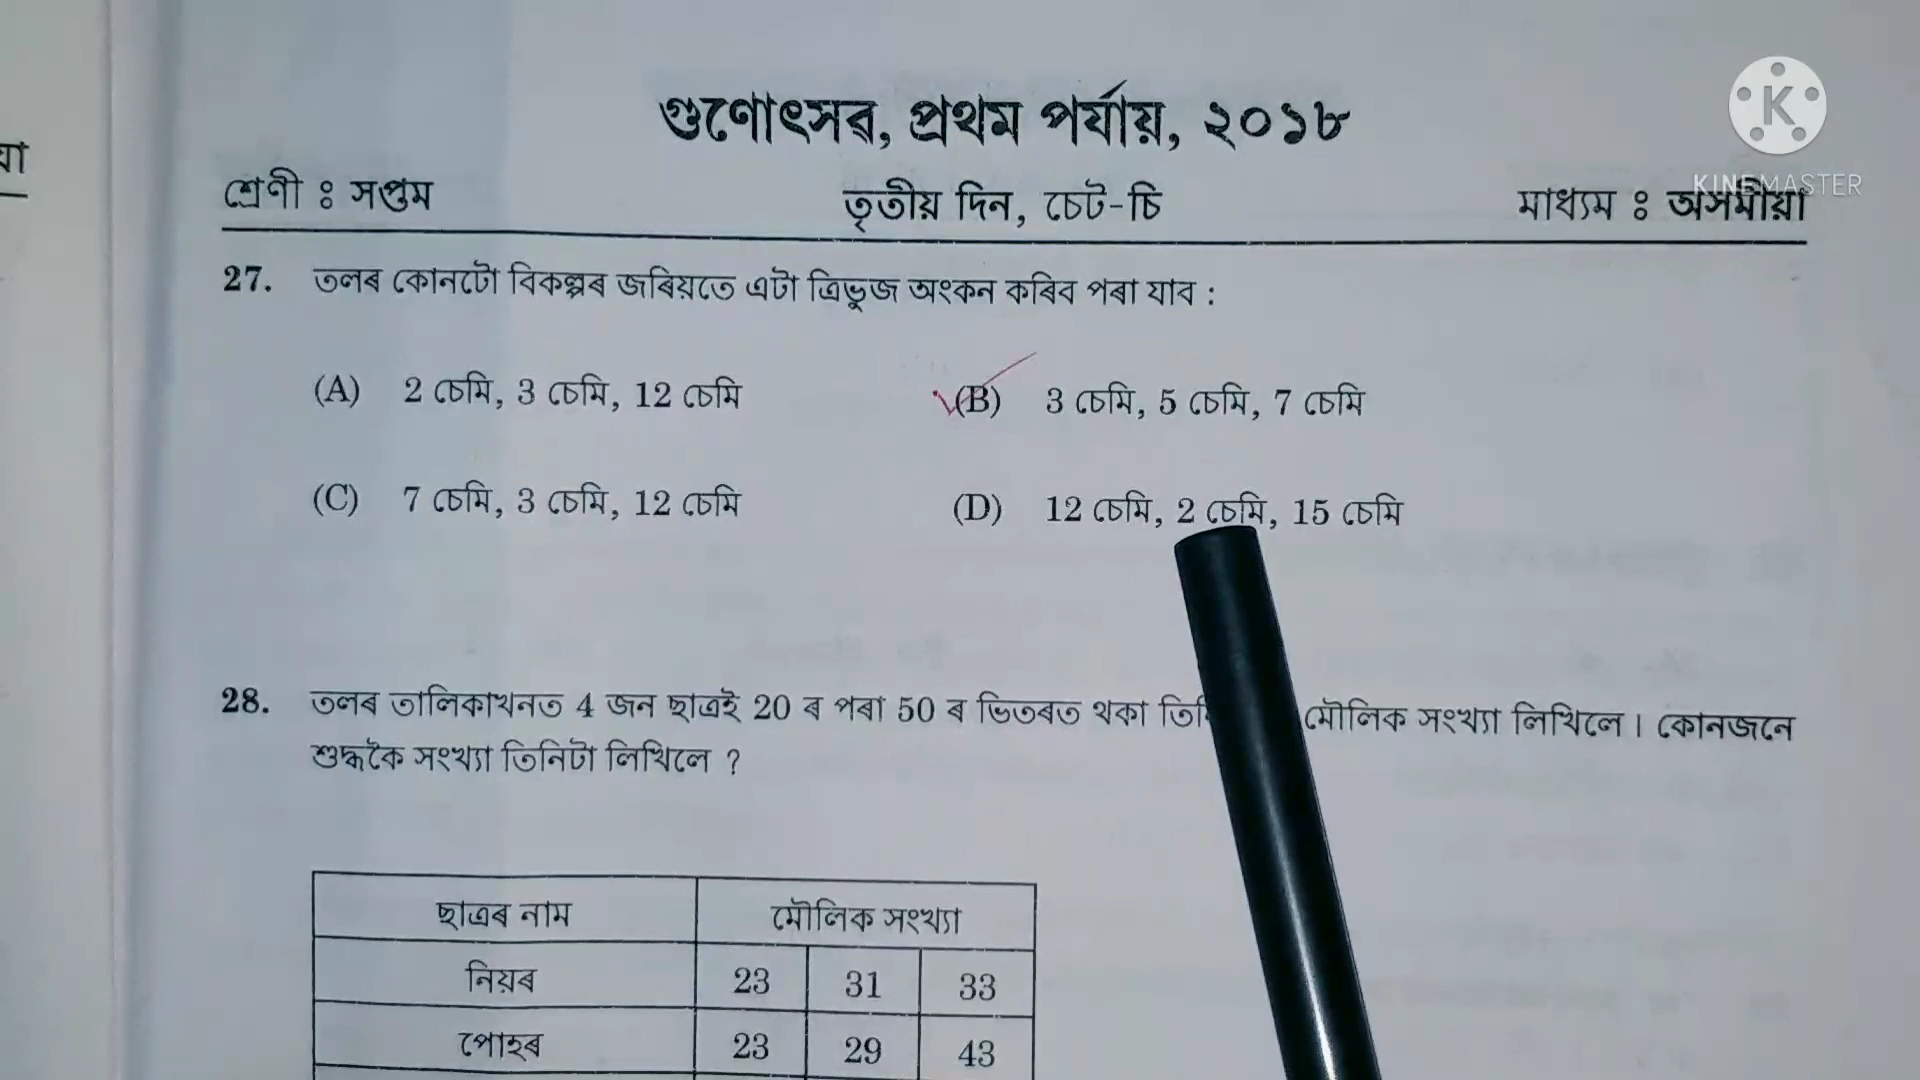 গুণোৎসৱ, প্ৰথম পৰ্যায়, ২০১৮
K
KINEMASTER
য়া
শ্ৰেণী ঃ সপ্তম তৃতীয় দিন, চেট-চি মাধ্যম ঃ অসমীয়া
27. তলৰ কোনটো বিকল্পৰ জৰিয়তে এটা ত্ৰিভুজ অংকন কৰিব পৰা যাব :
(A) 2 চেমি, 3 চেমি, 12 চেমি (B) 3 চেমি, 5 চেমি, 7 চেমি
(C) 7 চেমি, 3 চেমি, 12 চেমি (D) 12 চেমি, 2 চেমি, 15 চেমি
28. তলৰ তালিকাখনত 4 জন ছাত্ৰই 20 ৰ পৰা 50 ৰ ভিতৰত থকা মৌলিক সংখ্যা লিখিলে। কোনজনে
শুদ্ধকৈ সংখ্যা তিনিটা লিখিলে ?
ছাত্ৰৰ নাম মৌলিক সংখ্যা
নিয়ৰ 23 31 33
পোহৰ 23 29 43